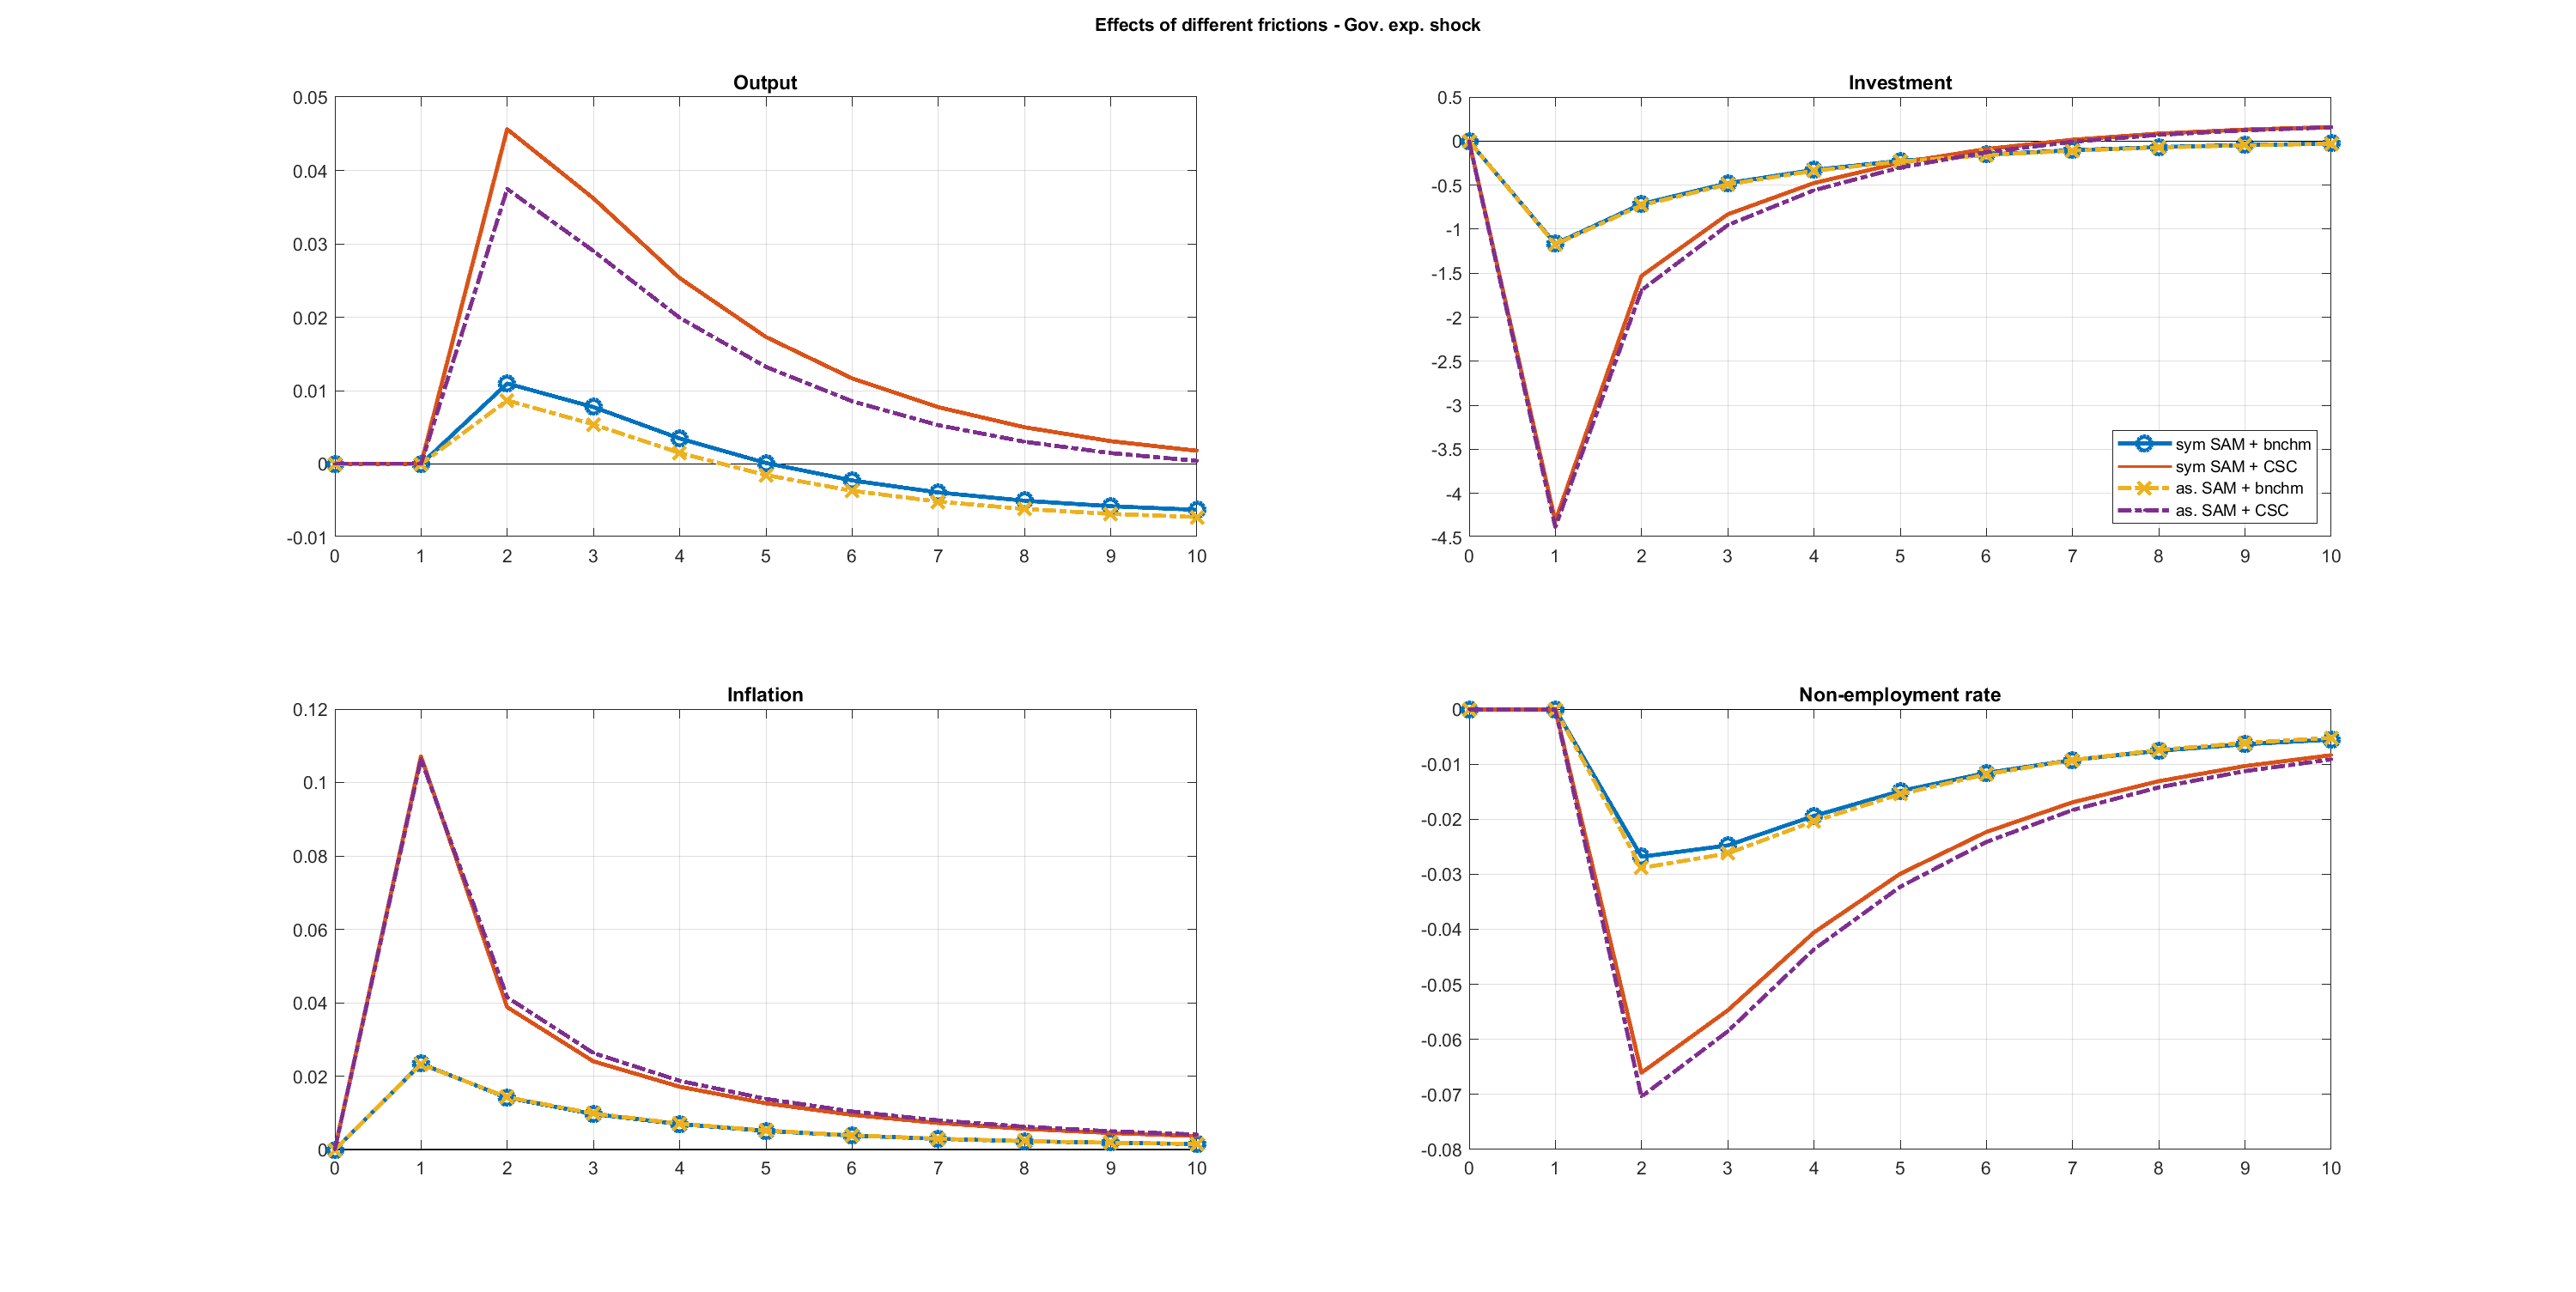 Effects of different frictions - Gov. exp. shock
Output
0.05
0.04
0.03
0.02
0.01
0
-0.01
0 1 2 3 4 5 6 7 8 9 10
Investment
0.5
0
-0.5
-1
-1.5
-2
-2.5
-3
-3.5
-4
-4.5
0 1 2 3 4 5 6 7 8 9 10
sym SAM + bnchm
sym SAM + CSC
as. SAM + bnchm
as. SAM + CSC
Inflation
0.12
0.1
0.08
0.06
0.04
0.02
0
0 1 2 3 4 5 6 7 8 9 10
Non-employment rate
0
-0.01
-0.02
-0.03
-0.04
-0.05
-0.06
-0.07
-0.08
0 1 2 3 4 5 6 7 8 9 10